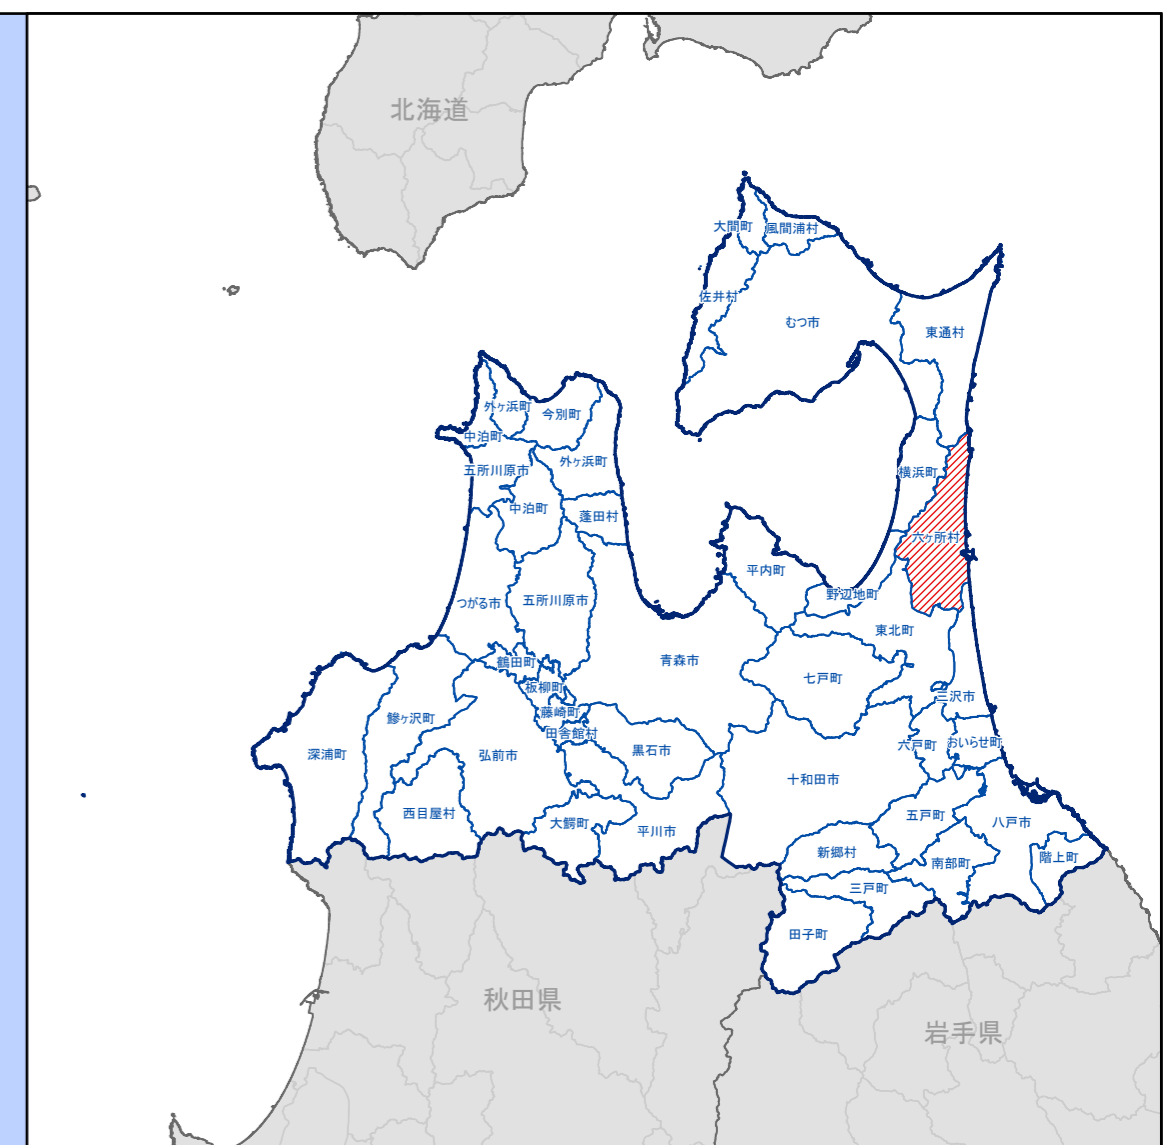 北海道
大間町
風間浦村
佐井村
むつ市
東通村
外ヶ浜町
今別町
中泊町
五所川原市
外ヶ浜町
横浜町
中泊町
蓬田村
六ヶ所村
平内町
野辺地町
つがる市
五所川原市
東北町
青森市
鶴田町
七戸町
板柳町
三沢市
藤崎町
鰺ヶ沢町
田舎館村
六戸町
おいらせ町
深浦町
弘前市
黒石市
十和田市
西目屋村
大鰐町
平川市
五戸町
八戸市
新郷村
南部町
階上町
三戸町
田子町
秋田県
岩手県